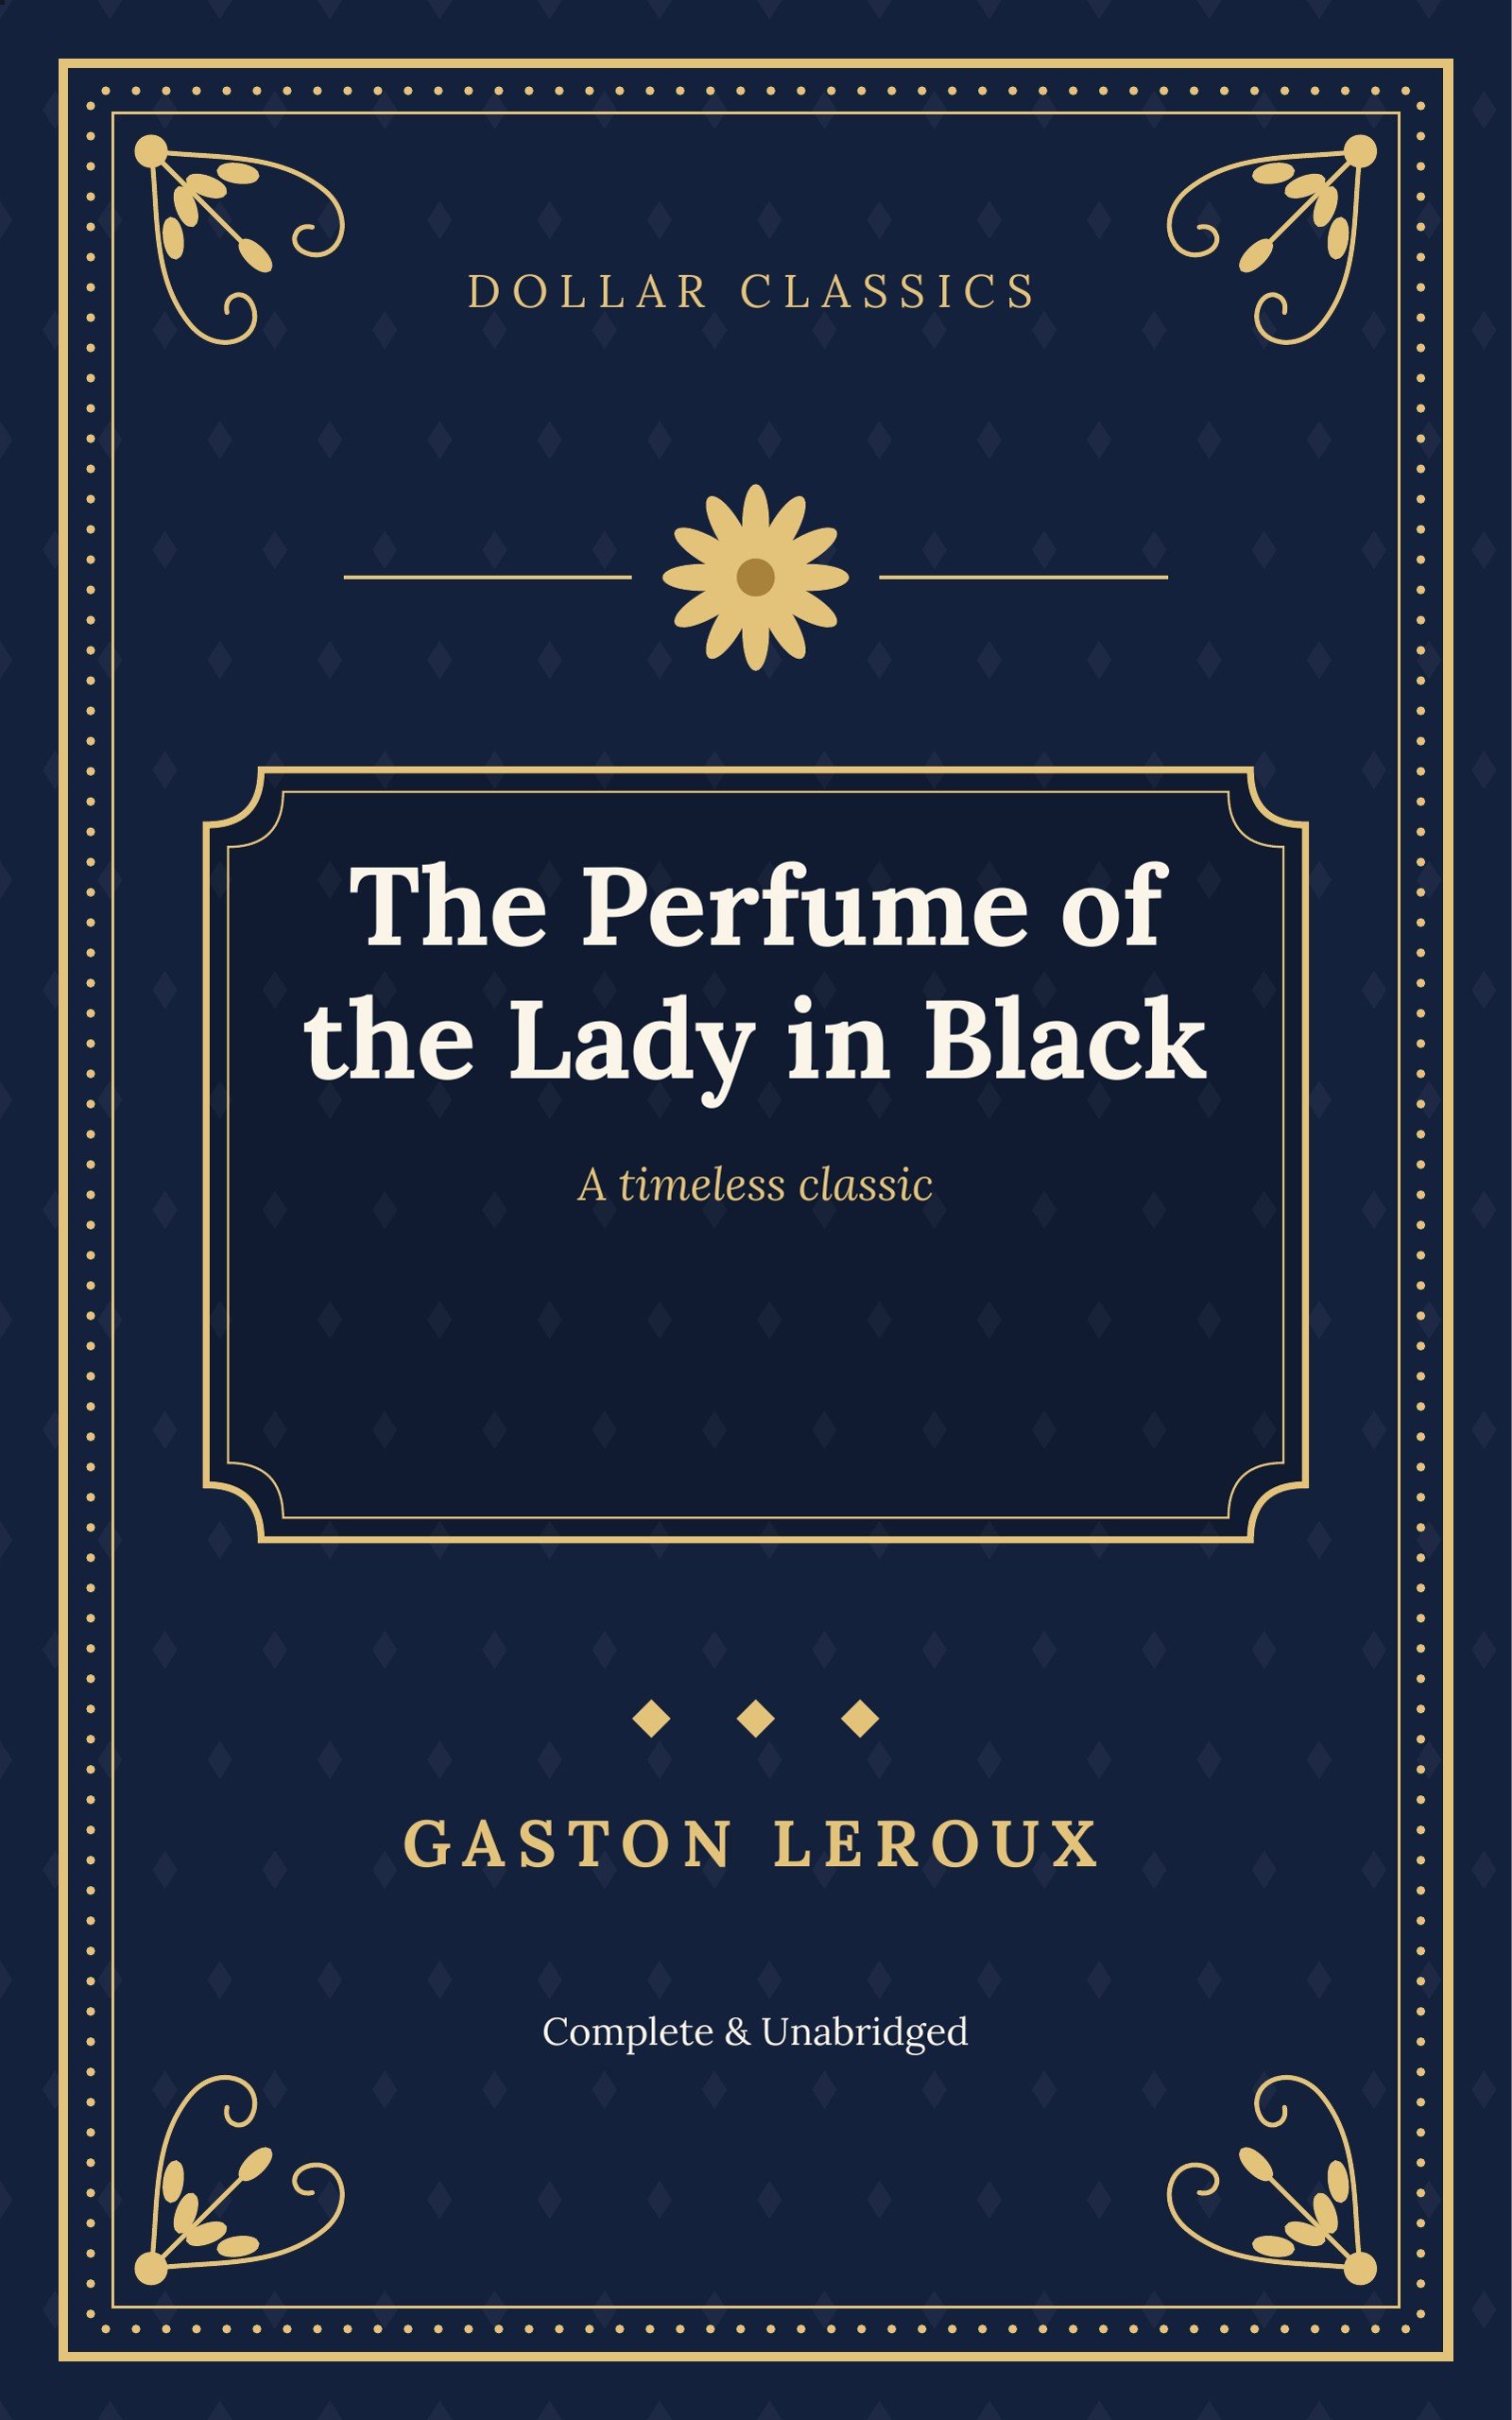 DOLLAR CLASSICS
The Perfume of
the Lady in Black
A timeless classic
GASTON LEROUX
Complete & Unabridged